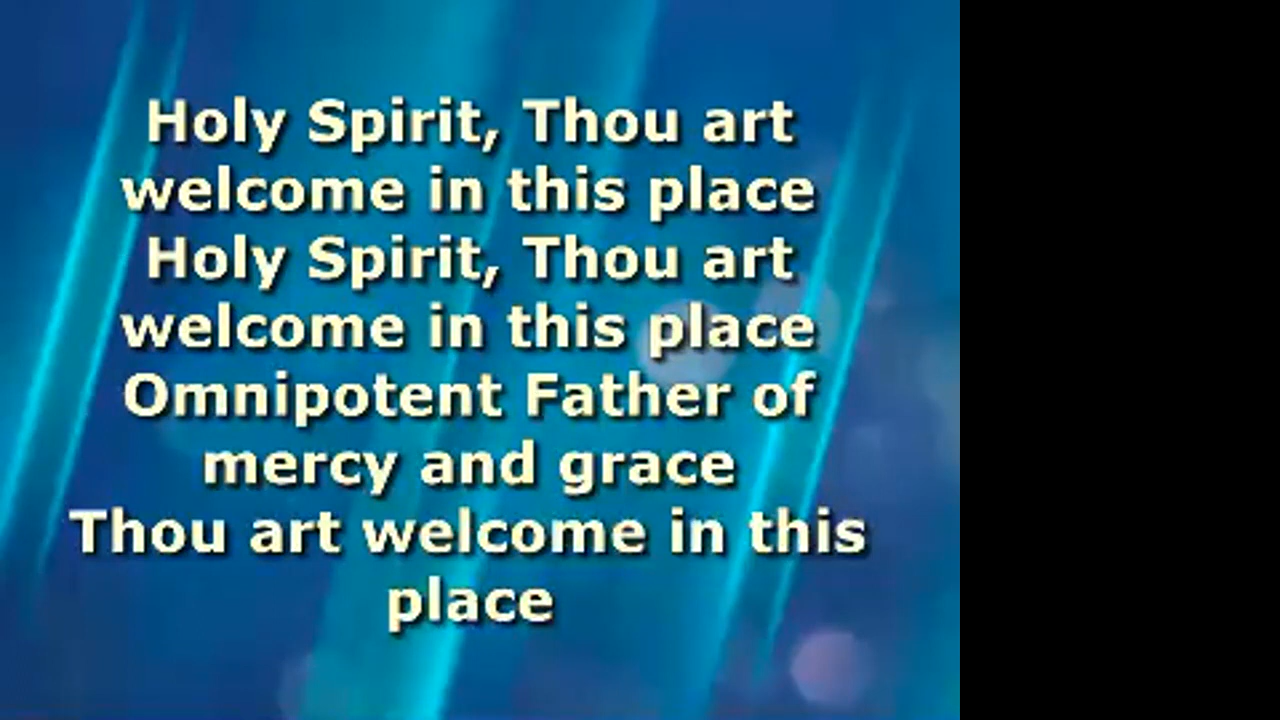 Holy Spirit, Thou art
welcome in this place
Holy Spirit, Thou art
welcome in this place
Omnipotent Father of
mercy and grace
Thou art welcome in this
place